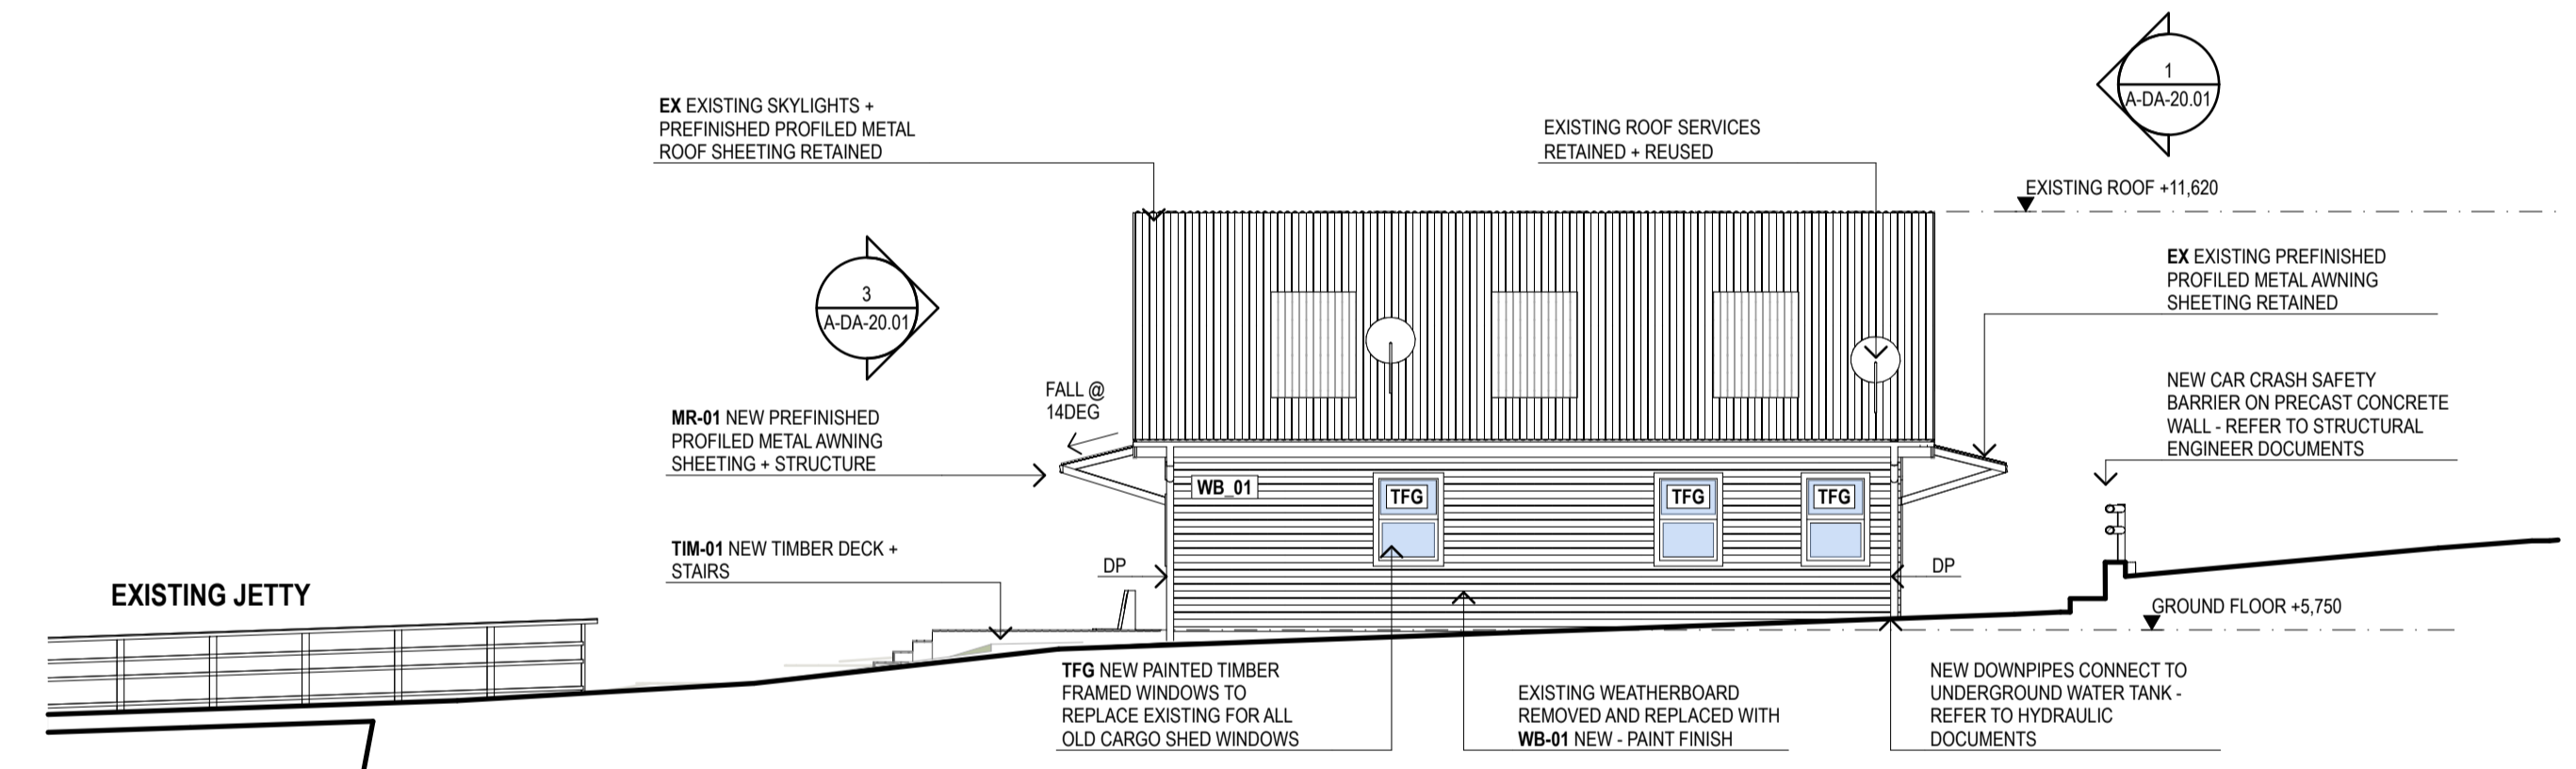 1
A-DA-20.01
EX EXISTING SKYLIGHTS +
PREFINISHED PROFILED METAL
ROOF SHEETING RETAINED
EXISTING ROOF SERVICES
RETAINED + REUSED
EXISTING ROOF +11,620
3
A-DA-20.01
EX EXISTING PREFINISHED
PROFILED METAL AWNING
SHEETING RETAINED
FALL @
14DEG
NEW CAR CRASH SAFETY
BARRIER ON PRECAST CONCRETE
WALL - REFER TO STRUCTURAL
ENGINEER DOCUMENTS
MR-01 NEW PREFINISHED
PROFILED METAL AWNING
SHEETING + STRUCTURE
WB_01
TFG
TFG
TFG
TIM-01 NEW TIMBER DECK +
STAIRS
DP
DP
EXISTING JETTY
GROUND FLOOR +5,750
TFG NEW PAINTED TIMBER
FRAMED WINDOWS TO
REPLACE EXISTING FOR ALL
OLD CARGO SHED WINDOWS
EXISTING WEATHERBOARD
REMOVED AND REPLACED WITH
WB-01 NEW - PAINT FINISH
NEW DOWNPIPES CONNECT TO
UNDERGROUND WATER TANK -
REFER TO HYDRAULIC
DOCUMENTS